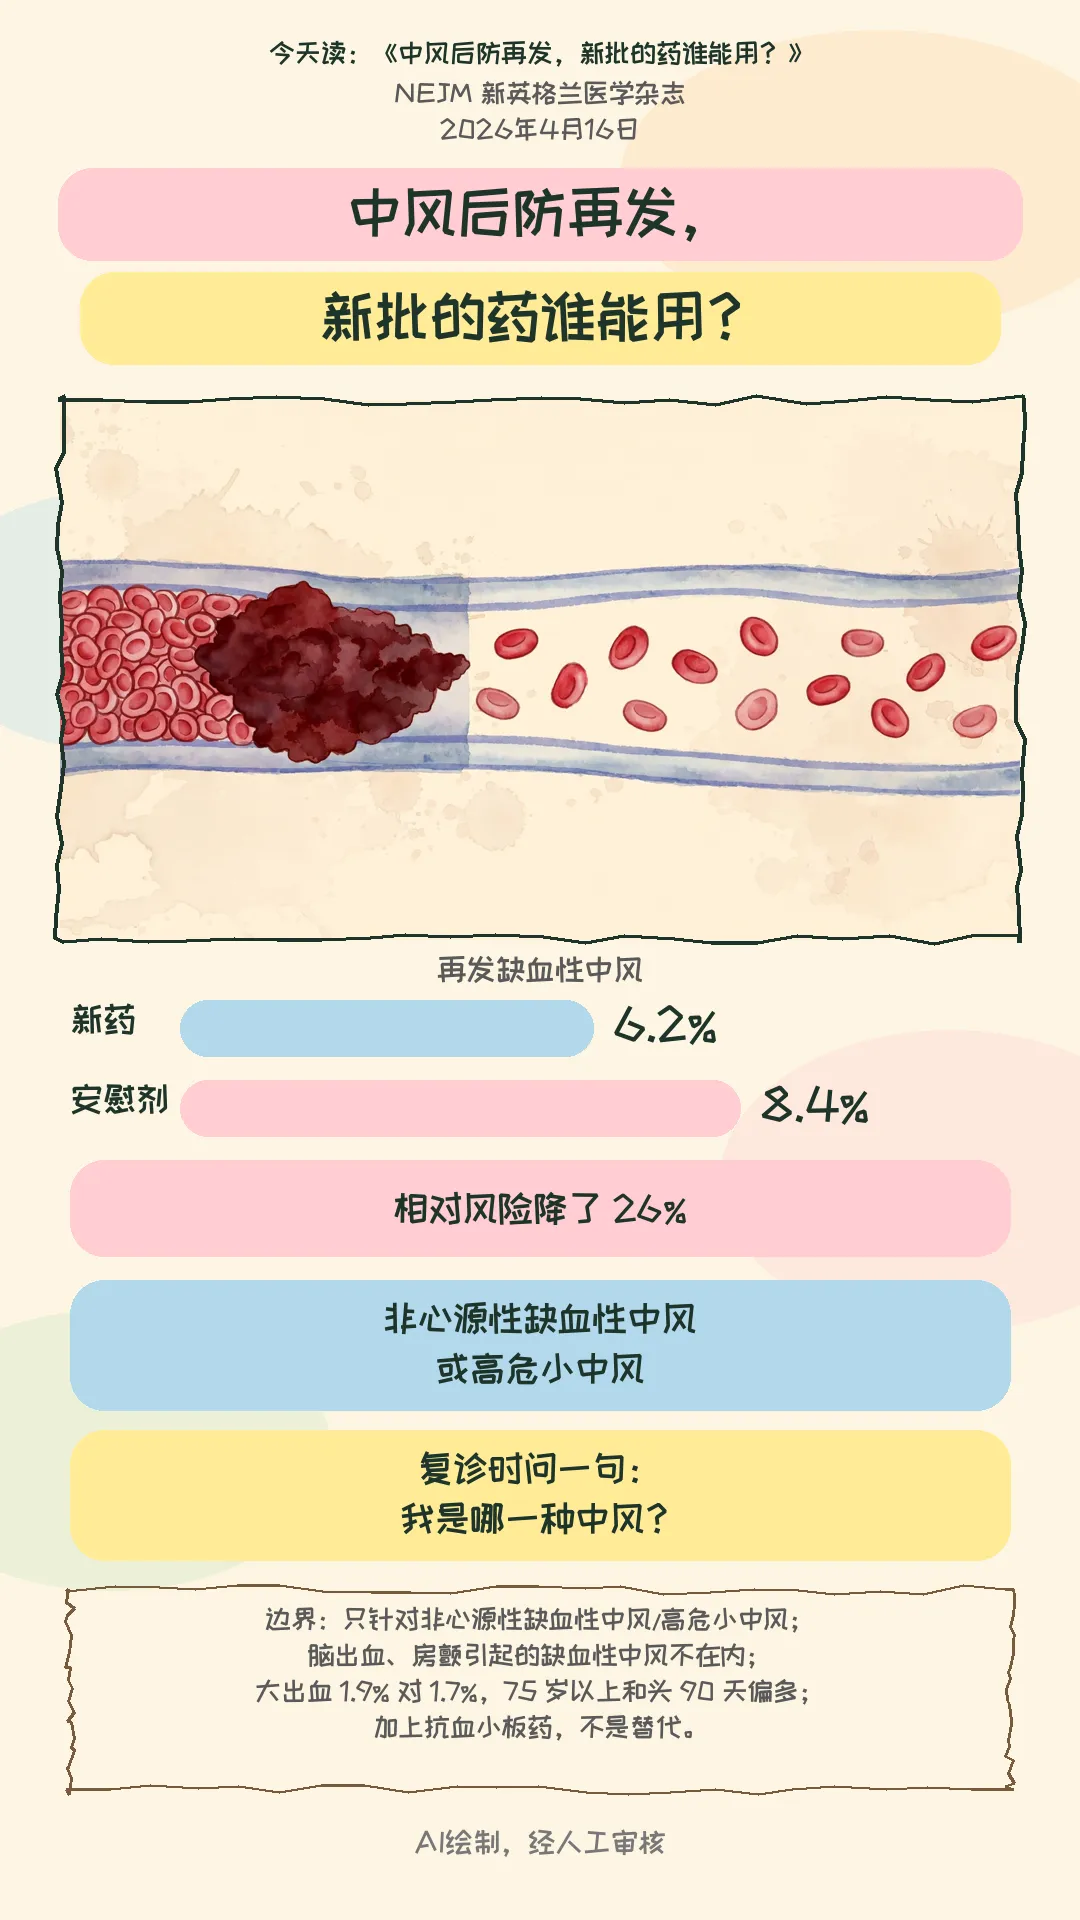 今天读：《中风后防再发，新批的药谁能用？》
NEJM 新英格兰医学杂志
2026年4月16日
中风后防再发，
新批的药谁能用？
再发缺血性中风
新药 6.2%
安慰剂 8.4%
相对风险降了 26%
非心源性缺血性中风
或高危小中风
复诊时问一句：
我是哪一种中风？
边界：只针对非心源性缺血性中风/高危小中风；
脑出血、房颤引起的缺血性中风不在内；
大出血 1.9% 对 1.7%，75 岁以上和头 90 天偏多；
加上抗血小板药，不是替代。
AI绘制，经人工审核